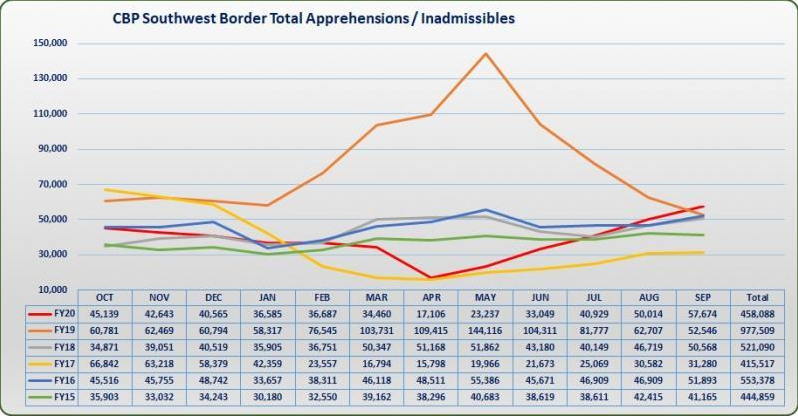 CBP Southwest Border Total Apprehensions / Inadmissibles
150,000
130,000
110,000
90,000
70,000
50,000
30,000
10,000
OCT NOV DEC JAN FEB MAR APR MAY JUN JUL AUG SEP Total
FY20 45,139 42,643 40,565 36,585 36,687 34,460 17,106 23,237 33,049 40,929 50,014 57,674 458,088
FY19 60,781 62,469 60,794 58,317 76,545 103,731 109,415 144,116 104,311 81,777 62,707 52,546 977,509
FY18 34,871 39,051 40,519 35,905 36,751 50,347 51,168 51,862 43,180 40,149 46,719 50,568 521,090
FY17 66,842 63,218 58,379 42,359 23,557 16,794 15,798 19,966 21,673 25,069 30,582 31,280 415,517
FY16 45,516 45,755 48,742 33,657 38,311 46,118 48,511 55,386 45,671 46,909 46,909 51,893 553,378
FY15 35,903 33,032 34,243 30,180 32,550 39,162 38,296 40,683 38,619 38,611 42,415 41,165 444,859